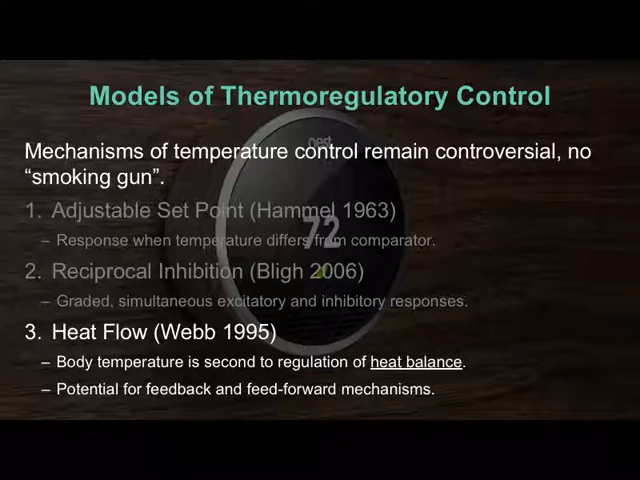 Models of Thermoregulatory Control
nest
Mechanisms of temperature control remain controversial, no
“smoking gun”.
1. Adjustable Set Point (Hammel 1963)
72
– Response when temperature differs from comparator.
2. Reciprocal Inhibition (Bligh 2006)
– Graded, simultaneous excitatory and inhibitory responses.
3. Heat Flow (Webb 1995)
– Body temperature is second to regulation of heat balance.
– Potential for feedback and feed-forward mechanisms.